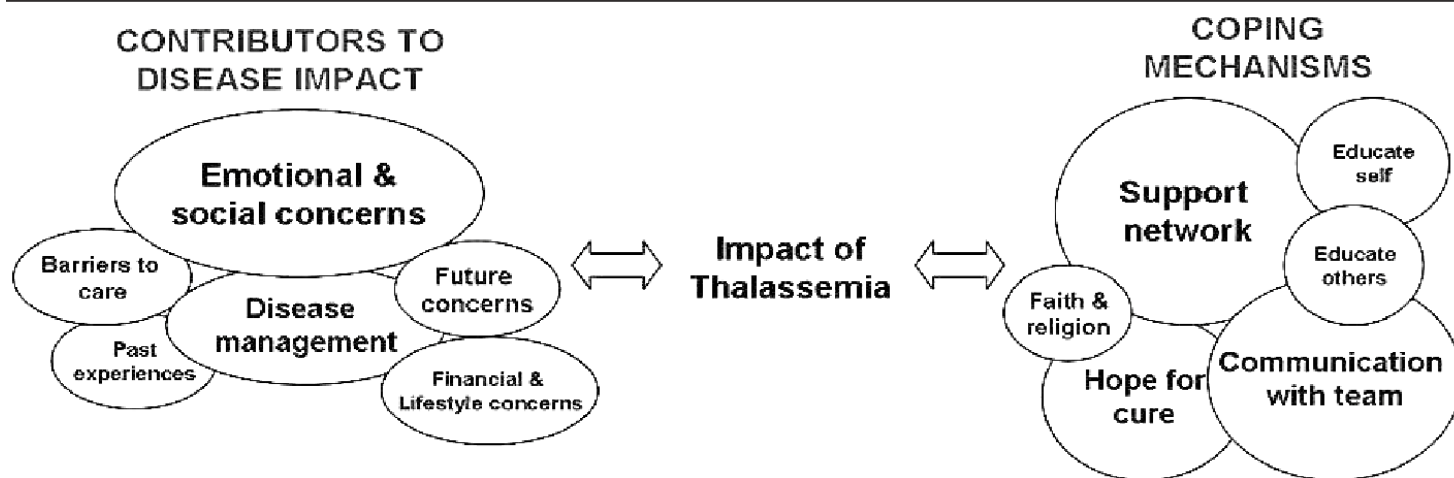 CONTRIBUTORS TO
DISEASE IMPACT
Emotional &
social concerns
Barriers to
care
Future
concerns
Disease
management
Past
experiences
Financial &
Lifestyle concerns
Impact of
Thalassemia
COPING
MECHANISMS
Educate
self
Support
network
Educate
others
Faith &
religion
Hope for
cure
Communication
with team